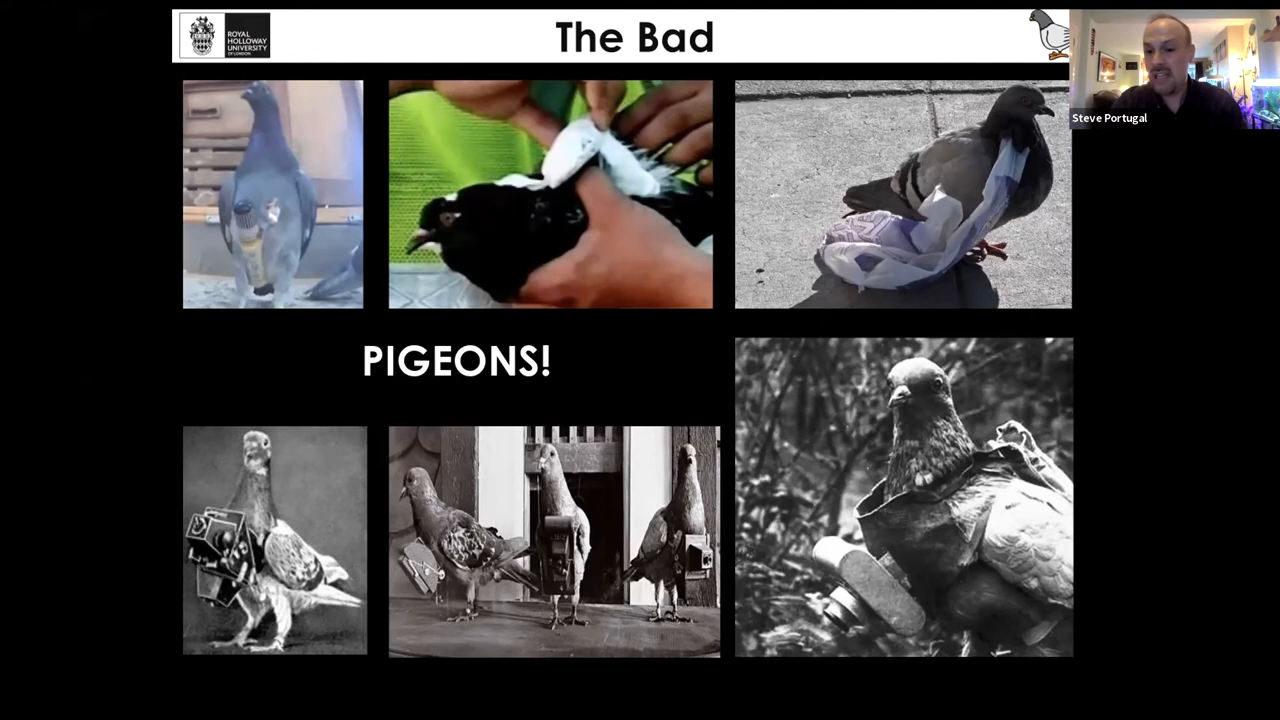 ROYAL
HOLLOWAY
UNIVERSITY
OF LONDON
The Bad
Steve Portugal
PIGEONS!